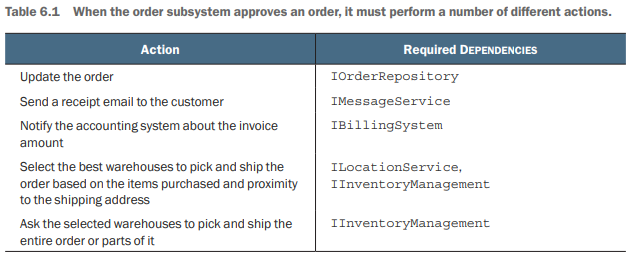 Table 6.1 When the order subsystem approves an order, it must perform a number of different actions.
Action Required DEPENDENCIES
Update the order IOrderRepository
Send a receipt email to the customer IMessageService
Notify the accounting system about the invoice IBillingSystem
amount
Select the best warehouses to pick and ship the ILocationService,
order based on the items purchased and proximity IInventoryManagement
to the shipping address
Ask the selected warehouses to pick and ship the IInventoryManagement
entire order or parts of it